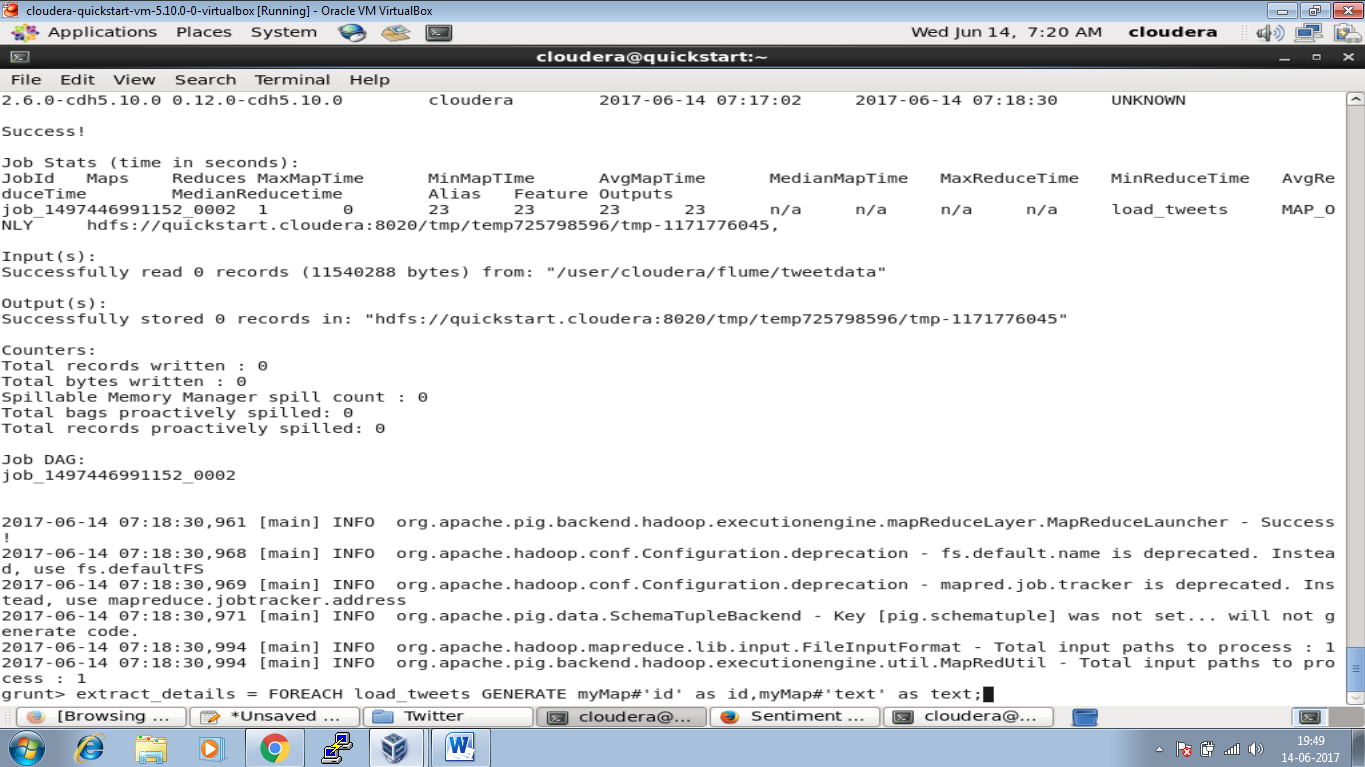 cloudera-quickstart-vm-5.10.0-0-virtualbox [Running] - Oracle VM VirtualBox
Applications Places System Wed Jun 14, 7:20 AM cloudera
cloudera@quickstart:~
File Edit View Search Terminal Help
2.6.0-cdh5.10.0 0.12.0-cdh5.10.0 cloudera 2017-06-14 07:17:02 2017-06-14 07:18:30 UNKNOWN
Success!
Job Stats (time in seconds):
JobId Maps Reduces MaxMapTime MinMapTIme AvgMapTime MedianMapTime MaxReduceTime MinReduceTime AvgRe
duceTime MedianReducetime Alias Feature Outputs
job_1497446991152_0002 1 0 23 23 23 23 n/a n/a n/a n/a load_tweets MAP_O
NLY hdfs://quickstart.cloudera:8020/tmp/temp725798596/tmp-1171776045,
Input(s):
Successfully read 0 records (11540288 bytes) from: "/user/cloudera/flume/tweetdata"
Output(s):
Successfully stored 0 records in: "hdfs://quickstart.cloudera:8020/tmp/temp725798596/tmp-1171776045"
Counters:
Total records written : 0
Total bytes written : 0
Spillable Memory Manager spill count : 0
Total bags proactively spilled: 0
Total records proactively spilled: 0
Job DAG:
job_1497446991152_0002
2017-06-14 07:18:30,961 [main] INFO org.apache.pig.backend.hadoop.executionengine.mapReduceLayer.MapReduceLauncher - Success
!
2017-06-14 07:18:30,968 [main] INFO org.apache.hadoop.conf.Configuration.deprecation - fs.default.name is deprecated. Instea
d, use fs.defaultFS
2017-06-14 07:18:30,969 [main] INFO org.apache.hadoop.conf.Configuration.deprecation - mapred.job.tracker is deprecated. Ins
tead, use mapreduce.jobtracker.address
2017-06-14 07:18:30,971 [main] INFO org.apache.pig.data.SchemaTupleBackend - Key [pig.schematuple] was not set... will not g
enerate code.
2017-06-14 07:18:30,994 [main] INFO org.apache.hadoop.mapreduce.lib.input.FileInputFormat - Total input paths to process : 1
2017-06-14 07:18:30,994 [main] INFO org.apache.pig.backend.hadoop.executionengine.util.MapRedUtil - Total input paths to pro
cess : 1
grunt> extract_details = FOREACH load_tweets GENERATE myMap#'id' as id,myMap#'text' as text;
[Browsing ... *Unsaved ... Twitter cloudera@... Sentiment ... cloudera@...
19:49
14-06-2017